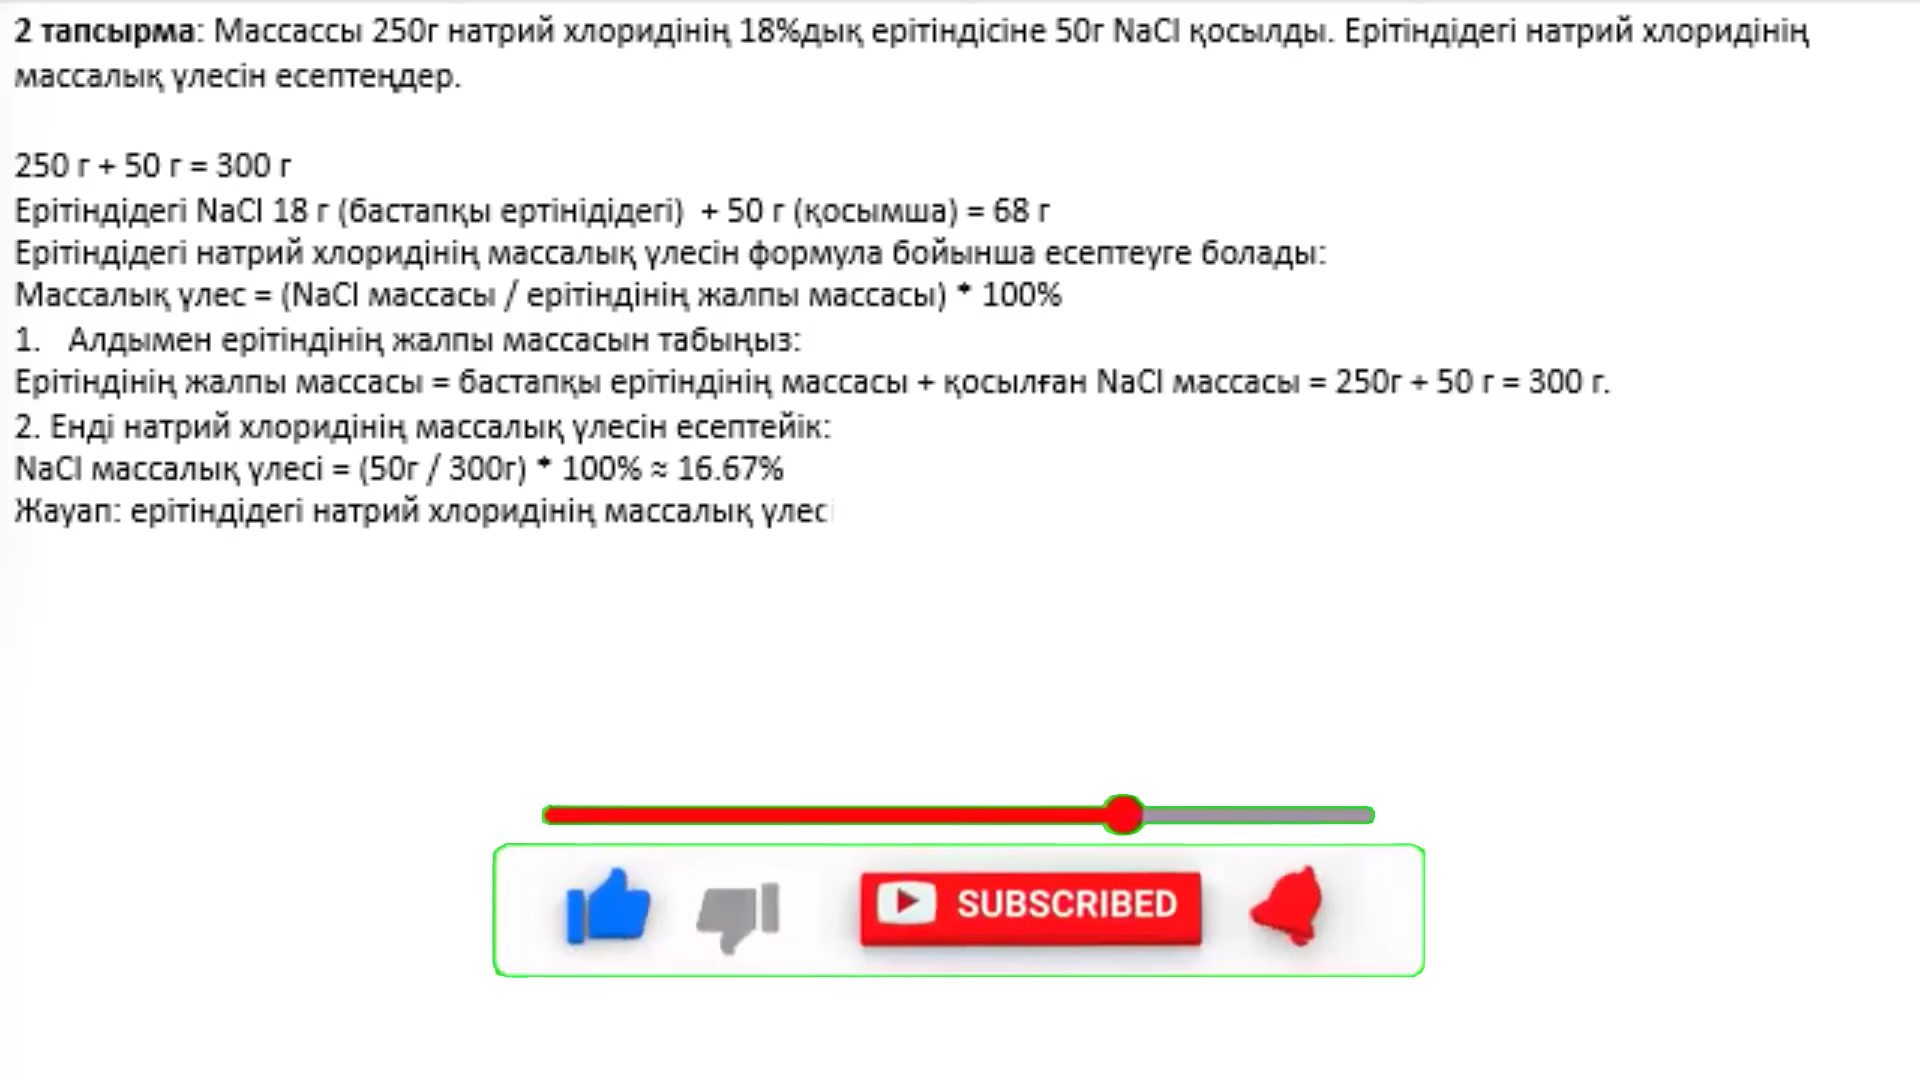 2 тапсырма: Массассы 250г натрий хлоридінің 18%дық ерітіндісіне 50г NaCl қосылды. Ерітіндідегі натрий хлоридінің
массалық үлесін есептеңдер.
250 г + 50 г = 300 г
Ерітіндідегі NaCl 18 г (бастапқы ертінідідегі) + 50 г (қосымша) = 68 г
Ерітіндідегі натрий хлоридінің массалық үлесін формула бойынша есептеуге болады:
Массалық үлес = (NaCl массасы / ерітіндінің жалпы массасы) * 100%
1. Алдымен ерітіндінің жалпы массасын табыңыз:
Ерітіндінің жалпы массасы = бастапқы ерітіндінің массасы + қосылған NaCl массасы = 250г + 50 г = 300 г.
2. Енді натрий хлоридінің массалық үлесін есептейік:
NaCl массалық үлесі = (50г / 300г) * 100% ≈ 16.67%
Жауап: ерітіндідегі натрий хлоридінің массалық үлесі
SUBSCRIBED